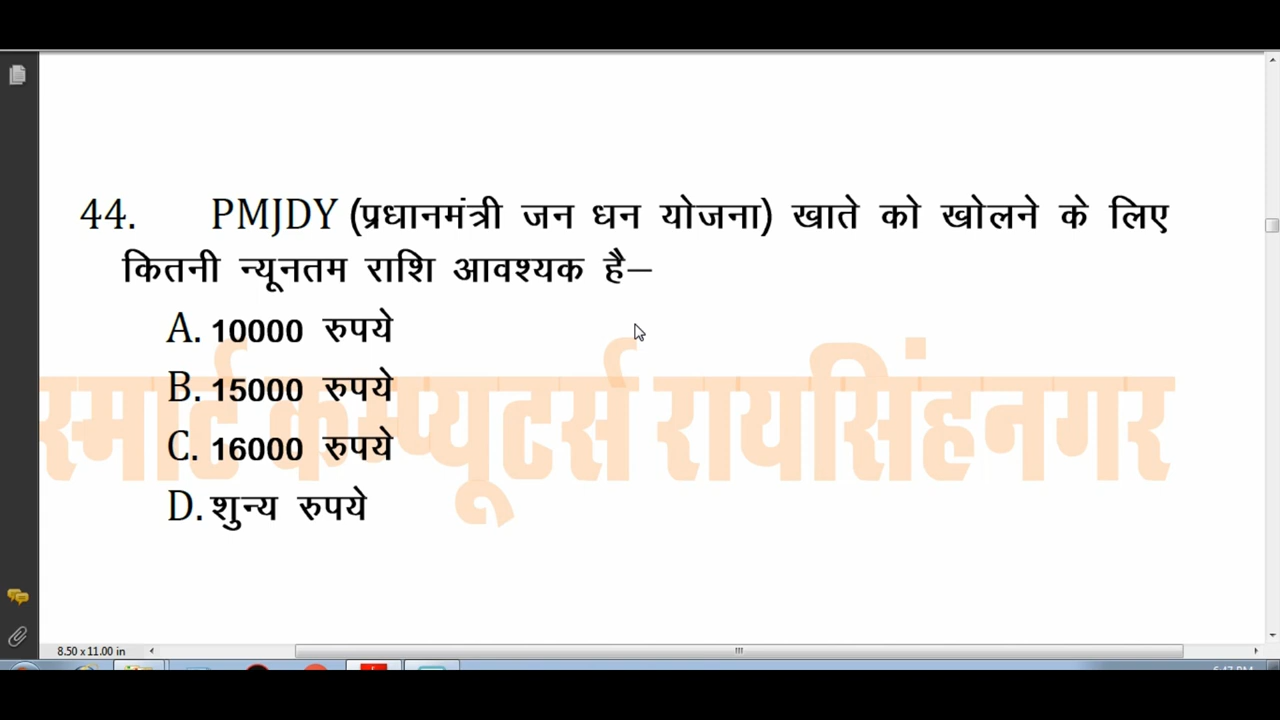 44. PMJDY (प्रधानमंत्री जन धन योजना) खाते को खोलने के लिए
कितनी न्यूनतम राशि आवश्यक है–
A. 10000 रुपये
B. 15000 रुपये
C. 16000 रुपये
D. शुन्य रुपये
स्मार्ट कम्प्यूटर्स रायसिंहनगर
8.50 x 11.00 in